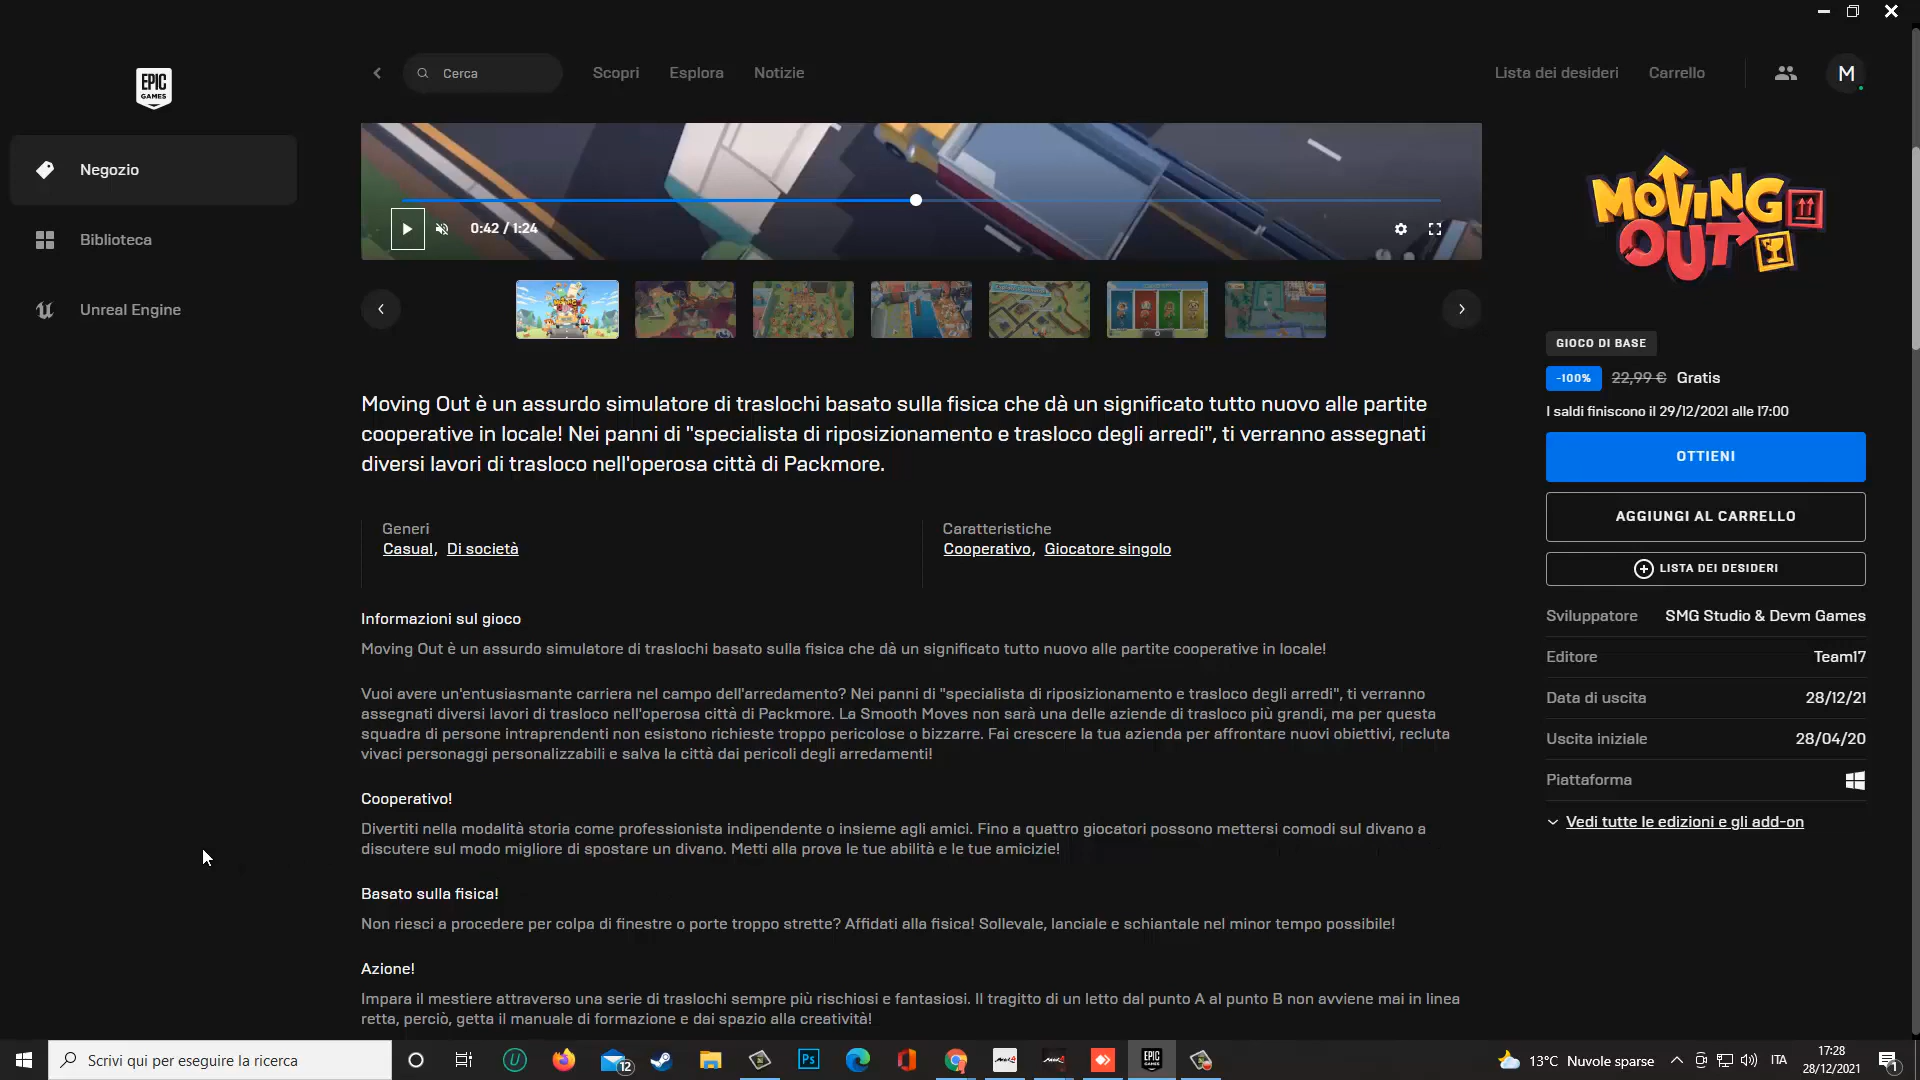 EPIC
GAMES
Cerca
Scopri
Esplora
Notizie
Lista dei desideri
Carrello
M
Negozio
Biblioteca
Unreal Engine
0:42 / 1:24
MOVING
OUT
Moving Out è un assurdo simulatore di traslochi basato sulla fisica che dà un significato tutto nuovo alle partite
cooperative in locale! Nei panni di "specialista di riposizionamento e trasloco degli arredi", ti verranno assegnati
diversi lavori di trasloco nell'operosa città di Packmore.
Generi
Casual, Di società
Caratteristiche
Cooperativo, Giocatore singolo
Informazioni sul gioco
Moving Out è un assurdo simulatore di traslochi basato sulla fisica che dà un significato tutto nuovo alle partite cooperative in locale!
Vuoi avere un'entusiasmante carriera nel campo dell'arredamento? Nei panni di "specialista di riposizionamento e trasloco degli arredi", ti verranno
assegnati diversi lavori di trasloco nell'operosa città di Packmore. La Smooth Moves non sarà una delle aziende di trasloco più grandi, ma per questa
squadra di persone intraprendenti non esistono richieste troppo pericolose o bizzarre. Fai crescere la tua azienda per affrontare nuovi obiettivi, recluta
vivaci personaggi personalizzabili e salva la città dai pericoli degli arredamenti!
Cooperativo!
Divertiti nella modalità storia come professionista indipendente o insieme agli amici. Fino a quattro giocatori possono mettersi comodi sul divano a
discutere sul modo migliore di spostare un divano. Metti alla prova le tue abilità e le tue amicizie!
Basato sulla fisica!
Non riesci a procedere per colpa di finestre o porte troppo strette? Affidati alla fisica! Sollevale, lanciale e schiantale nel minor tempo possibile!
Azione!
Impara il mestiere attraverso una serie di traslochi sempre più rischiosi e fantasiosi. Il tragitto di un letto dal punto A al punto B non avviene mai in linea
retta, perciò, getta il manuale di formazione e dai spazio alla creatività!
GIOCO DI BASE
-100% 22,99 € Gratis
I saldi finiscono il 29/12/2021 alle 17:00
OTTIENI
AGGIUNGI AL CARRELLO
LISTA DEI DESIDERI
Sviluppatore SMG Studio & Devm Games
Editore Team17
Data di uscita 28/12/21
Uscita iniziale 28/04/20
Piattaforma
Vedi tutte le edizioni e gli add-on
Scrivi qui per eseguire la ricerca
12
Ps
EPIC
GAMES
13°C Nuvole sparse
ITA
17:28
28/12/2021
1